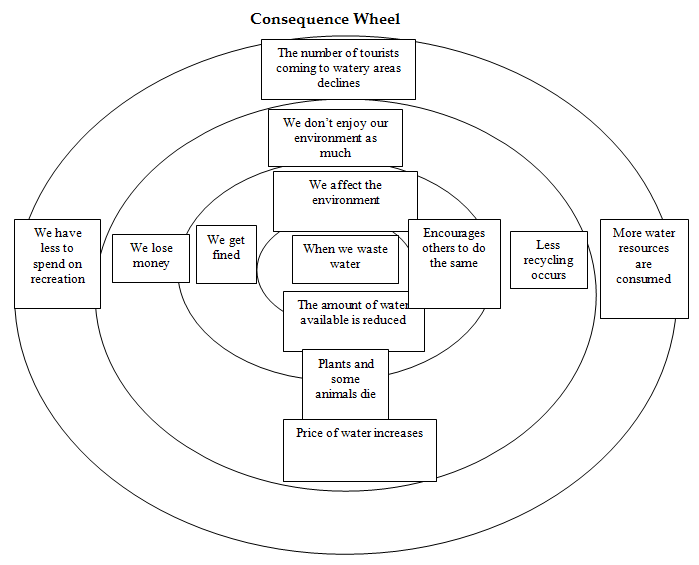 Consequence Wheel
The number of tourists
coming to watery areas
declines
We don't enjoy our
environment as
much
We affect the
environment
We have
less to
spend on
recreation
We lose
money
We get
fined
When we waste
water
Encourages
others to do
the same
Less
recycling
occurs
More water
resources
are
consumed
The amount of water
available is reduced
Plants and
some
animals die
Price of water increases